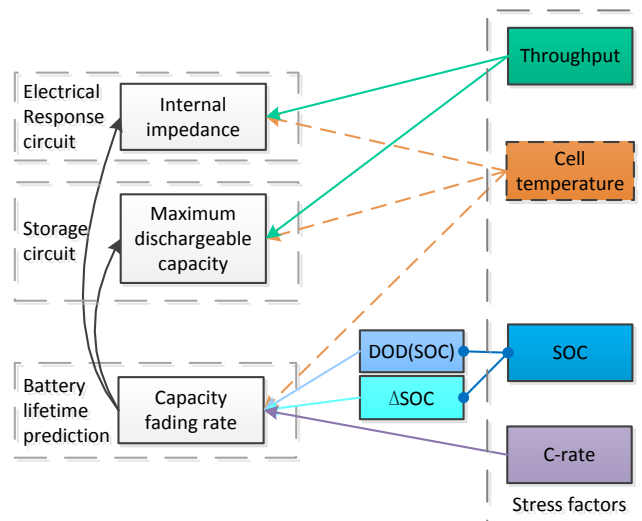 Electrical
Response
circuit
Internal
impedance
Throughput
Cell
temperature
Storage
circuit
Maximum
dischargeable
capacity
Battery
lifetime
prediction
Capacity
fading rate
DOD(SOC)
ΔSOC
SOC
C-rate
Stress factors